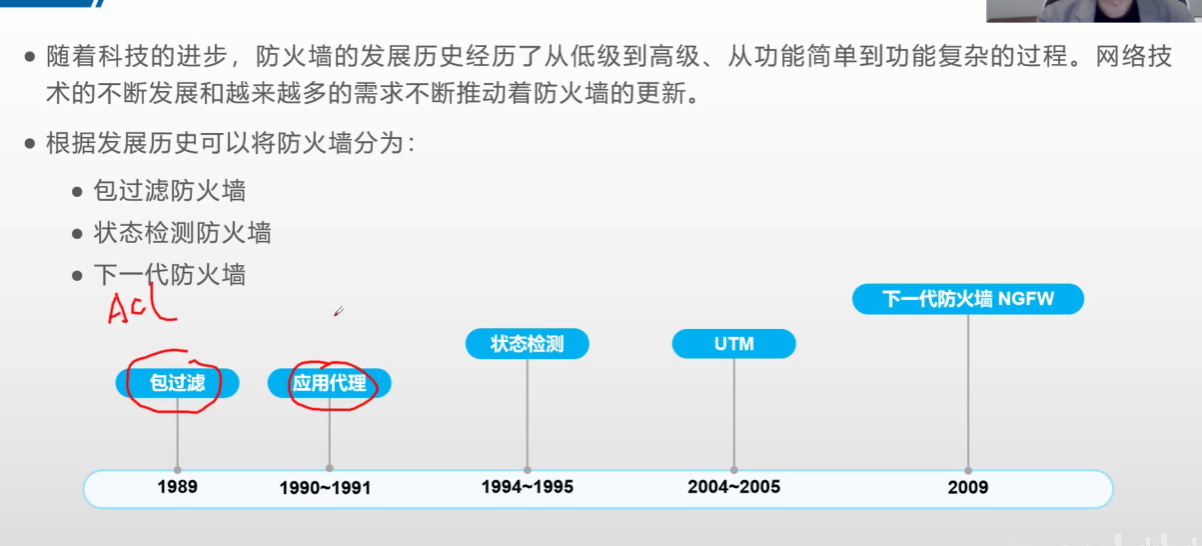 ● 随着科技的进步，防火墙的发展历史经历了从低级到高级、从功能简单到功能复杂的过程。网络技
术的不断发展和越来越多的需求不断推动着防火墙的更新。
● 根据发展历史可以将防火墙分为：
● 包过滤防火墙
● 状态检测防火墙
● 下一代防火墙
Acl
下一代防火墙 NGFW
状态检测
UTM
包过滤
应用代理
1989
1990~1991
1994~1995
2004~2005
2009